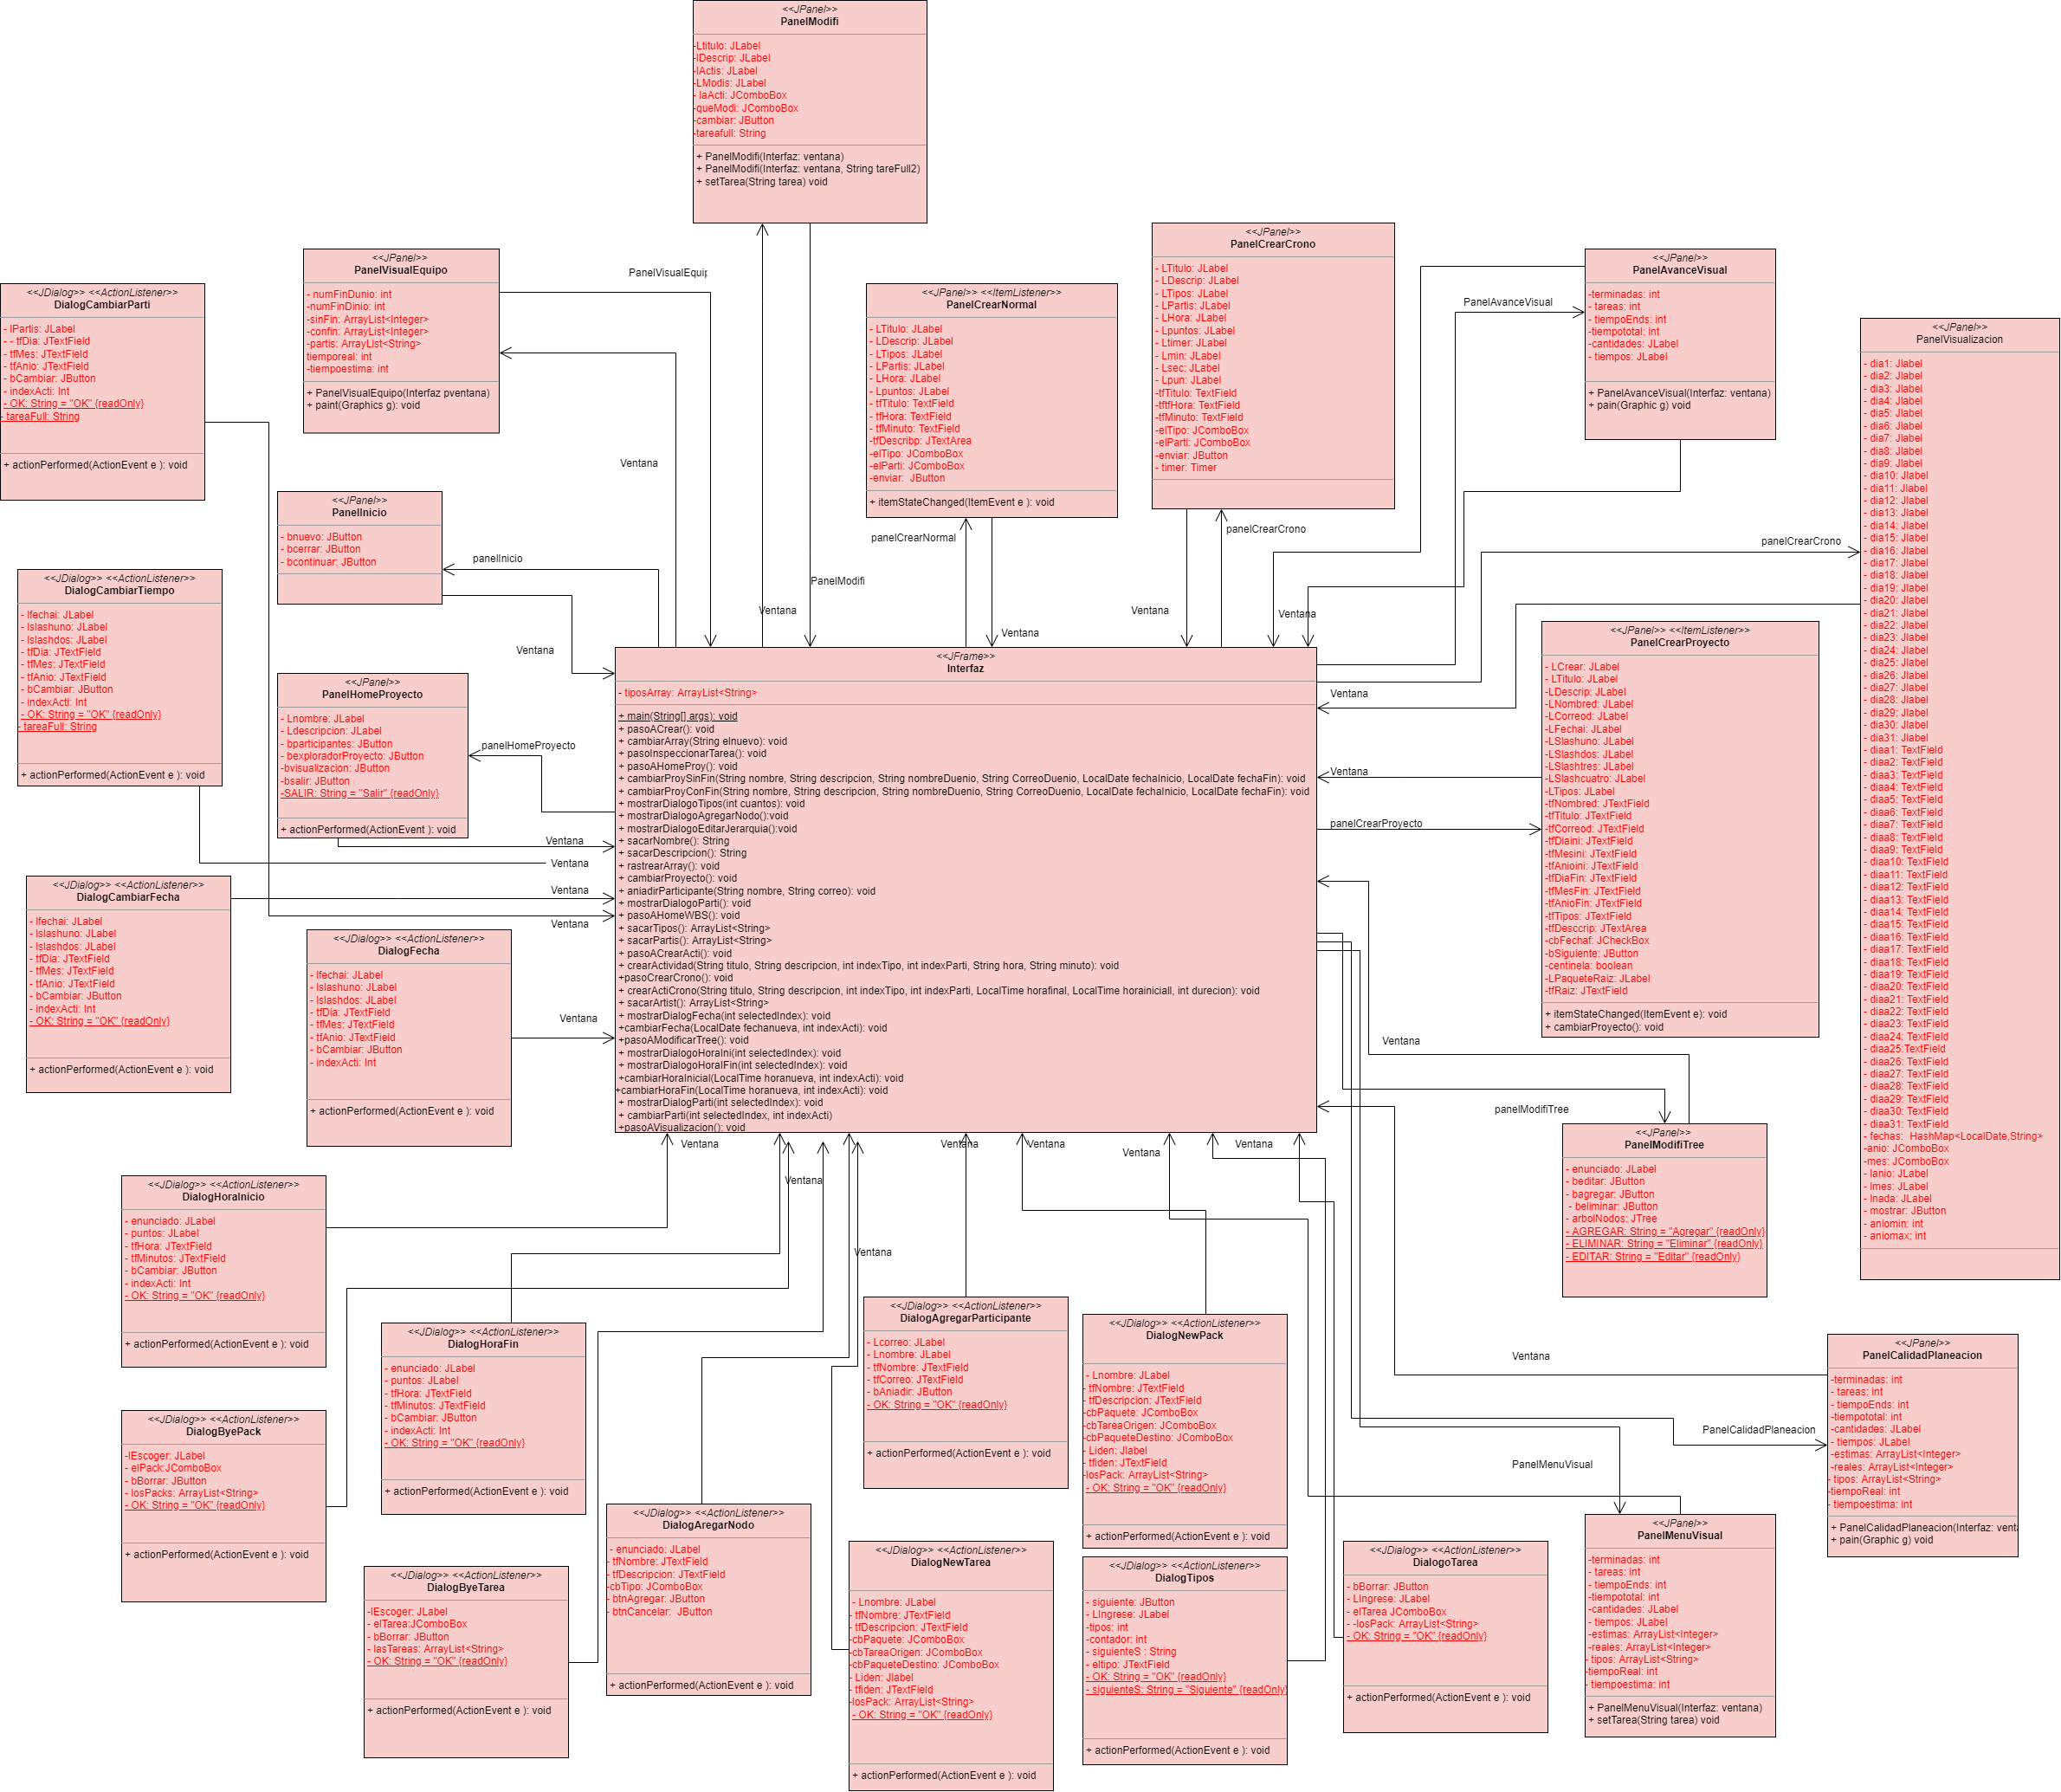 <<JPanel>>
PanelModifi
-Ltitulo: JLabel
-lDescrip: JLabel
-lActis: JLabel
-LModis: JLabel
- laActi: JComboBox
-queModi: JComboBox
-cambiar: JButton
-tareafull: String
+ PanelModifi(Interfaz: ventana)
+ PanelModifi(Interfaz: ventana, String tareFull2)
+ setTarea(String tarea) void
<<JPanel>>
PanelVisualEquipo
- numFinDunio: int
-numFinDinio: int
-sinFin: ArrayList<Integer>
-confin: ArrayList<Integer>
-partis: ArrayList<String>
tiemporeal: int
-tiempoestima: int
+ PanelVisualEquipo(Interfaz pventana)
+ paint(Graphics g): void
PanelVisualEquip
Ventana
<<JDialog>> <<ActionListener>>
DialogCambiarParti
- lPartis: JLabel
- - tfDia: JTextField
- tfMes: JTextField
- tfAnio: JTextField
- bCambiar: JButton
- indexActi: Int
- OK: String = "OK" {readOnly}
- tareaFull: String
+ actionPerformed(ActionEvent e ): void
<<JPanel>> <<ItemListener>>
PanelCrearNormal
- LTitulo: JLabel
- LDescrip: JLabel
- LTipos: JLabel
- LPartis: JLabel
- LHora: JLabel
- Lpuntos: JLabel
- tfTitulo: TextField
- tfHora: TextField
- tfMinuto: TextField
-tfDescribp: JTextArea
-elTipo: JComboBox
-elParti: JComboBox
-enviar: JButton
+ itemStateChanged(ItemEvent e ): void
panelCrearNormal
Ventana
<<JPanel>>
PanelCrearCrono
- LTitulo: JLabel
- LDescrip: JLabel
- LTipos: JLabel
- LPartis: JLabel
- LHora: JLabel
- Lpuntos: JLabel
- Ltimer: JLabel
- Lmin: JLabel
- Lsec: JLabel
- Lpun: JLabel
- tfTitulo: TextField
-tftfHora: TextField
-tfMinuto: TextField
-elTipo: JComboBox
-elParti: JComboBox
-enviar: JButton
- timer: Timer
panelCrearCrono
Ventana
<<JPanel>>
PanelAvanceVisual
-terminadas: int
- tareas: int
- tiempoEnds: int
-tiempototal: int
-cantidades: JLabel
- tiempos: JLabel
+ PanelAvanceVisual(Interfaz: ventana)
+ pain(Graphic g) void
PanelAvanceVisual
Ventana
<<JPanel>>
PanelVisualizacion
- dia1: Jlabel
- dia2: Jlabel
- dia3: Jlabel
- dia4: Jlabel
- dia5: Jlabel
- dia6: Jlabel
- dia7: Jlabel
- dia8: Jlabel
- dia9: Jlabel
- dia10: Jlabel
- dia11: Jlabel
- dia12: Jlabel
- dia13: Jlabel
- dia14: Jlabel
- dia15: Jlabel
- dia16: Jlabel
- dia17: Jlabel
- dia18: Jlabel
- dia19: Jlabel
- dia20: Jlabel
- dia21: Jlabel
- dia22: Jlabel
- dia23: Jlabel
- dia24: Jlabel
- dia25: Jlabel
- dia26: Jlabel
- dia27: Jlabel
- dia28: Jlabel
- dia29: Jlabel
- dia30: Jlabel
- dia31: Jlabel
- diaa1: TextField
- diaa2: TextField
- diaa3: TextField
- diaa4: TextField
- diaa5: TextField
- diaa6: TextField
- diaa7: TextField
- diaa8: TextField
- diaa9: TextField
- diaa10: TextField
- diaa11: TextField
- diaa12: TextField
- diaa13: TextField
- diaa14: TextField
- diaa15: TextField
- diaa16: TextField
- diaa17: TextField
- diaa18: TextField
- diaa19: TextField
- diaa20: TextField
- diaa21: TextField
- diaa22: TextField
- diaa23: TextField
- diaa24: TextField
- diaa25:TextField
- diaa26: TextField
- diaa27: TextField
- diaa28: TextField
- diaa29: TextField
- diaa30: TextField
- diaa31: TextField
- fechas: HashMap<LocalDate,String>
-anio: JComboBox
-mes: JComboBox
- lanio: JLabel
- lmes: JLabel
- lnada: JLabel
- mostrar: JButton
- aniomin: int
- aniomax: int
panelCrearCrono
Ventana
<<JPanel>>
PanelInicio
- bnuevo: JButton
- bcerrar: JButton
- bcontinuar: JButton
panelInicio
Ventana
PanelModifi
Ventana
<<JDialog>> <<ActionListener>>
DialogCambiarTiempo
- lfechai: JLabel
- lslashuno: JLabel
- lslashdos: JLabel
- tfDia: JTextField
- tfMes: JTextField
- tfAnio: JTextField
- bCambiar: JButton
- indexActi: Int
- OK: String = "OK" {readOnly}
- tareaFull: String
+ actionPerformed(ActionEvent e ): void
Ventana
<<JPanel>>
PanelHomeProyecto
- Lnombre: JLabel
- Ldescripcion: JLabel
- bparticipantes: JButton
- bexploradorProyecto: JButton
-bvisualizacion: JButton
-bsalir: JButton
-SALIR: String = "Salir" {readOnly}
+ actionPerformed(ActionEvent ): void
panelHomeProyecto
Ventana
<<JFrame>>
Interfaz
- tiposArray: ArrayList<String>
+ main(String[] args): void
+ pasoACrear(): void
+ cambiarArray(String elnuevo): void
+ pasoInspeccionarTarea(): void
+ pasoAHomeProy(): void
+ cambiarProySinFin(String nombre, String descripcion, String nombreDuenio, String CorreoDuenio, LocalDate fechaInicio, LocalDate fechaFin): void
+ cambiarProyConFin(String nombre, String descripcion, String nombreDuenio, String CorreoDuenio, LocalDate fechaInicio, LocalDate fechaFin): void
+ mostrarDialogoTipos(int cuantos): void
+ mostrarDialogoAgregarNodo():void
+ mostrarDialogoEditarJerarquia():void
+ sacarNombre(): String
+ sacarDescripcion(): String
+ rastrearArray(): void
+ cambiarProyecto(): void
+ aniadirParticipante(String nombre, String correo): void
+ mostrarDialogoParti(): void
+ pasoAHomeWBS(): void
+ sacarTipos(): ArrayList<String>
+ sacarPartis(): ArrayList<String>
+ pasoACrearActi(): void
+ crearActividad(String titulo, String descripcion, int indexTipo, int indexParti, String hora, String minuto): void
+pasoCrearCrono(): void
+ crearActiCrono(String titulo, String descripcion, int indexTipo, int indexParti, LocalTime horafinal, LocalTime horainiciall, int durecion): void
+ sacarArtist(): ArrayList<String>
+ mostrarDialogFecha(int selectedIndex): void
+cambiarFecha(LocalDate fechanueva, int indexActi): void
+pasoAModificarTree(): void
+ mostrarDialogoHoraIni(int selectedIndex): void
+ mostrarDialogoHoralFin(int selectedIndex): void
+cambiarHoraInicial(LocalTime horanueva, int indexActi): void
+cambiarHoraFin(LocalTime horanueva, int indexActi): void
+ mostrarDialogParti(int selectedIndex): void
+ cambiarParti(int selectedIndex, int indexActi)
+pasoAVisualizacion(): void
<<JPanel>> <<ItemListener>>
PanelCrearProyecto
- LCrear: JLabel
- LTitulo: JLabel
-LDescrip: JLabel
-LNombred: JLabel
-LCorreod: JLabel
-LFechai: JLabel
-LSlashuno: JLabel
-LSlashdos: JLabel
-LSlashtres: JLabel
-LSlashcuatro: JLabel
-LTipos: JLabel
-tfNombred: JTextField
-tfTitulo: JTextField
-tfCorreod: JTextField
-tfDiaini: JTextField
-tfMesini: JTextField
-tfAnioini: JTextField
-tfDiaFin: JTextField
-tfMesFin: JTextField
-tfAnioFin: JTextField
-tfTipos: JTextField
-tfDesccrip: JTextArea
-cbFechaf: JCheckBox
-bSiguiente: JButton
-centinela: boolean
-LPaqueteRaiz: JLabel
-tfRaiz: JTextField
+ itemStateChanged(ItemEvent e): void
+ cambiarProyecto(): void
Ventana
panelCrearProyecto
<<JDialog>> <<ActionListener>>
DialogCambiarFecha
- lfechai: JLabel
- lslashuno: JLabel
- lslashdos: JLabel
- tfDia: JTextField
- tfMes: JTextField
- tfAnio: JTextField
- bCambiar: JButton
- indexActi: Int
- OK: String = "OK" {readOnly}
+ actionPerformed(ActionEvent e ): void
Ventana
Ventana
<<JDialog>> <<ActionListener>>
DialogFecha
- lfechai: JLabel
- lslashuno: JLabel
- lslashdos: JLabel
- tfDia: JTextField
- tfMes: JTextField
- tfAnio: JTextField
- bCambiar: JButton
- indexActi: Int
+ actionPerformed(ActionEvent e ): void
Ventana
Ventana
panelModifiTree
<<JPanel>>
PanelModifiTree
- enunciado: JLabel
- beditar: JButton
- bagregar: JButton
- beliminar: JButton
- arbolNodos: JTree
- AGREGAR: String = "Agregar" {readOnly}
- ELIMINAR: String = "Eliminar" {readOnly}
- EDITAR: String = "Editar" {readOnly}
Ventana
Ventana
Ventana
Ventana
Ventana
Ventana
Ventana
<<JDialog>> <<ActionListener>>
DialogHoraInicio
- enunciado: JLabel
- puntos: JLabel
- tfHora: JTextField
- tfMinutos: JTextField
- bCambiar: JButton
- indexActi: Int
- OK: String = "OK" {readOnly}
+ actionPerformed(ActionEvent e ): void
<<JDialog>> <<ActionListener>>
DialogHoraFin
- enunciado: JLabel
- puntos: JLabel
- tfHora: JTextField
- tfMinutos: JTextField
- bCambiar: JButton
- indexActi: Int
- OK: String = "OK" {readOnly}
+ actionPerformed(ActionEvent e ): void
<<JDialog>> <<ActionListener>>
DialogAgregarParticipante
- Lcorreo: JLabel
- Lnombre: JLabel
- tfNombre: JTextField
- tfCorreo: JTextField
- bAniadir: JButton
- OK: String = "OK" {readOnly}
+ actionPerformed(ActionEvent e ): void
<<JDialog>> <<ActionListener>>
DialogNewPack
- Lnombre: JLabel
- tfNombre: JTextField
- tfDescripcion: JTextField
-cbPaquete: JComboBox
-cbTareaOrigen: JComboBox
-cbPaqueteDestino: JComboBox
- Liden: Jlabel
- tfiden: JTextField
-losPack: ArrayList<String>
- OK: String = "OK" {readOnly}
+ actionPerformed(ActionEvent e ): void
Ventana
PanelCalidadPlaneacion
PanelMenuVisual
<<JPanel>>
PanelCalidadPlaneacion
-terminadas: int
- tareas: int
- tiempoEnds: int
-tiempototal: int
-cantidades: JLabel
- tiempos: JLabel
-estimas: ArrayList<Integer>
-reales: ArrayList<Integer>
- tipos: ArrayList<String>
-tiempoReal: int
- tiempoestima: int
+ PanelCalidadPlaneacion(Interfaz: venta
+ pain(Graphic g) void
<<JDialog>> <<ActionListener>>
DialogByePack
-lEscoger: JLabel
- elPack:JComboBox
- bBorrar: JButton
- losPacks: ArrayList<String>
- OK: String = "OK" {readOnly}
+ actionPerformed(ActionEvent e ): void
<<JDialog>> <<ActionListener>>
DialogByeTarea
-lEscoger: JLabel
- elTarea:JComboBox
- bBorrar: JButton
- lasTareas: ArrayList<String>
- OK: String = "OK" {readOnly}
+ actionPerformed(ActionEvent e ): void
<<JDialog>> <<ActionListener>>
DialogAregarNodo
- enunciado: JLabel
- tfNombre: JTextField
- tfDescripcion: JTextField
-cbTipo: JComboBox
- btnAgregar: JButton
- btnCancelar: JButton
+ actionPerformed(ActionEvent e ): void
<<JDialog>> <<ActionListener>>
DialogNewTarea
- Lnombre: JLabel
- tfNombre: JTextField
- tfDescripcion: JTextField
-cbPaquete: JComboBox
-cbTareaOrigen: JComboBox
-cbPaqueteDestino: JComboBox
- Liden: Jlabel
- tfiden: JTextField
-losPack: ArrayList<String>
- OK: String = "OK" {readOnly}
+ actionPerformed(ActionEvent e ): void
<<JDialog>> <<ActionListener>>
DialogTipos
- siguiente: JButton
- LIngrese: JLabel
-tipos: int
-contador: int
- siguienteS : String
- eltipo: JTextField
- OK: String = "OK" {readOnly}
- siguienteS: String = "Siguiente" {readOnly}
+ actionPerformed(ActionEvent e ): void
<<JDialog>> <<ActionListener>>
DialogoTarea
- bBorrar: JButton
- LIngrese: JLabel
- elTarea JComboBox
- -losPack: ArrayList<String>
- OK: String = "OK" {readOnly}
+ actionPerformed(ActionEvent e ): void
<<JPanel>>
PanelMenuVisual
-terminadas: int
- tareas: int
- tiempoEnds: int
-tiempototal: int
-cantidades: JLabel
- tiempos: JLabel
-estimas: ArrayList<Integer>
-reales: ArrayList<Integer>
- tipos: ArrayList<String>
-tiempoReal: int
- tiempoestima: int
+ PanelMenuVisual(Interfaz: ventana)
+ setTarea(String tarea) void